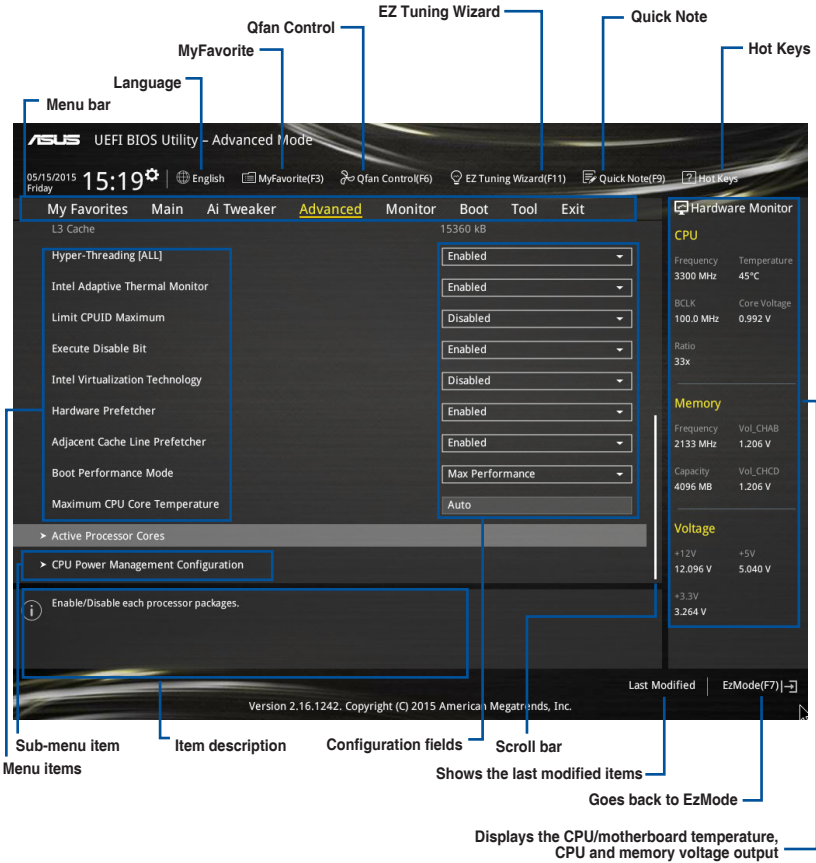 EZ Tuning Wizard
Quick Note
Qfan Control
MyFavorite
Hot Keys
Language
Menu bar
ASUS UEFI BIOS Utility – Advanced Mode
05/15/2015
Friday
15:19
English
MyFavorite(F3)
Qfan Control(F6)
EZ Tuning Wizard(F11)
Quick Note(F9)
? Hot Keys
My Favorites Main Ai Tweaker Advanced Monitor Boot Tool Exit
L3 Cache 15360 kB
Hyper-Threading [ALL] Enabled
Intel Adaptive Thermal Monitor Enabled
Limit CPUID Maximum Disabled
Execute Disable Bit Enabled
Intel Virtualization Technology Disabled
Hardware Prefetcher Enabled
Adjacent Cache Line Prefetcher Enabled
Boot Performance Mode Max Performance
Maximum CPU Core Temperature Auto
> Active Processor Cores
> CPU Power Management Configuration
i Enable/Disable each processor packages.
Hardware Monitor
CPU
Frequency Temperature
3300 MHz 45°C
BCLK Core Voltage
100.0 MHz 0.992 V
Ratio
33x
Memory
Frequency Vol_CHAB
2133 MHz 1.206 V
Capacity Vol_CHCD
4096 MB 1.206 V
Voltage
+12V +5V
12.096 V 5.040 V
+3.3V
3.264 V
Last Modified
EzMode(F7)
Version 2.16.1242. Copyright (C) 2015 American Megatrends, Inc.
Sub-menu item
Item description
Configuration fields
Scroll bar
Menu items
Shows the last modified items
Goes back to EzMode
Displays the CPU/motherboard temperature,
CPU and memory voltage output